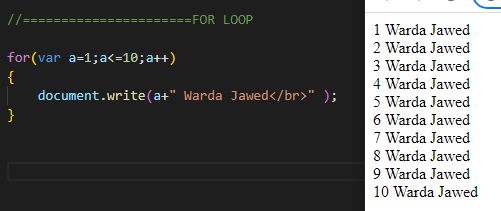 //======================FOR LOOP
for(var a=1;a<=10;a++)
{
document.write(a+" Warda Jawed</br>" );
}
1 Warda Jawed
2 Warda Jawed
3 Warda Jawed
4 Warda Jawed
5 Warda Jawed
6 Warda Jawed
7 Warda Jawed
8 Warda Jawed
9 Warda Jawed
10 Warda Jawed